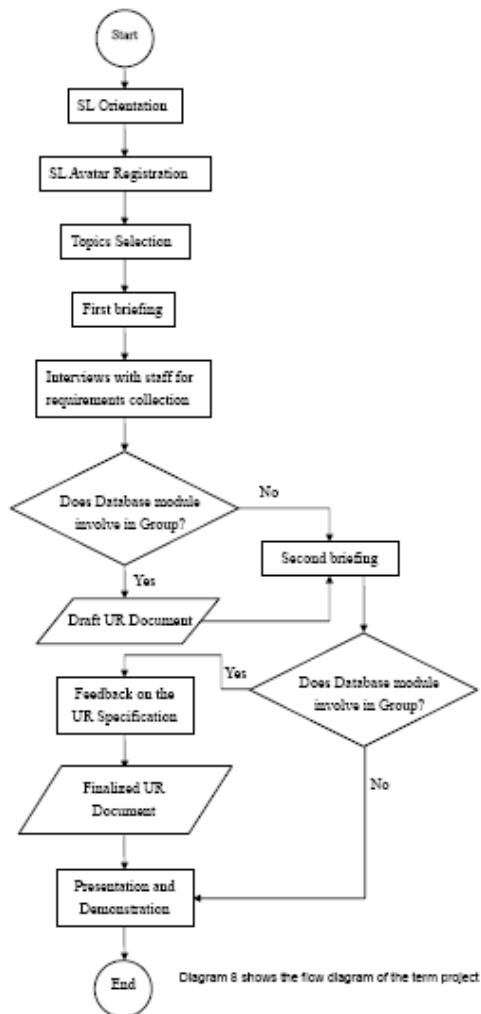 Start
SL Orientation
SL Avatar Registration
Topics Selection
First briefing
Interviews with staff for
requirements collection
Does Database module
involve in Group?
No
Second briefing
Yes
Draft UR Document
Does Database module
involve in Group?
Yes
Feedback on the
UR Specification
No
Finalized UR
Document
Presentation and
Demonstration
End
Diagram 8 shows the flow diagram of the term project